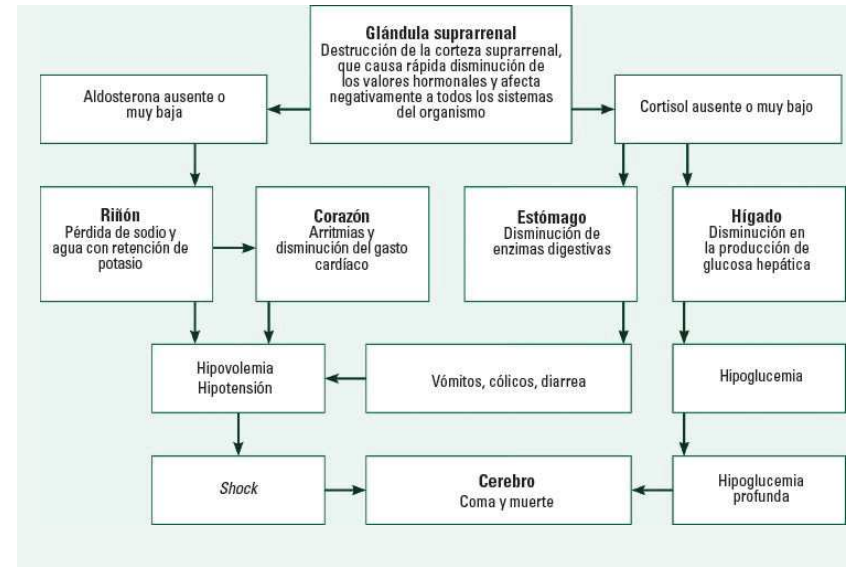 Glándula suprarrenal
Destrucción de la corteza suprarrenal,
que causa rápida disminución de
los valores hormonales y afecta
negativamente a todos los sistemas
del organismo
Aldosterona ausente o
muy baja
Cortisol ausente o muy bajo
Riñón
Pérdida de sodio y
agua con retención de
potasio
Corazón
Arritmias y
disminución del gasto
cardíaco
Estómago
Disminución de
enzimas digestivas
Hígado
Disminución en
la producción de
glucosa hepática
Hipovolemia
Hipotensión
Vómitos, cólicos, diarrea
Hipoglucemia
Shock
Cerebro
Coma y muerte
Hipoglucemia
profunda